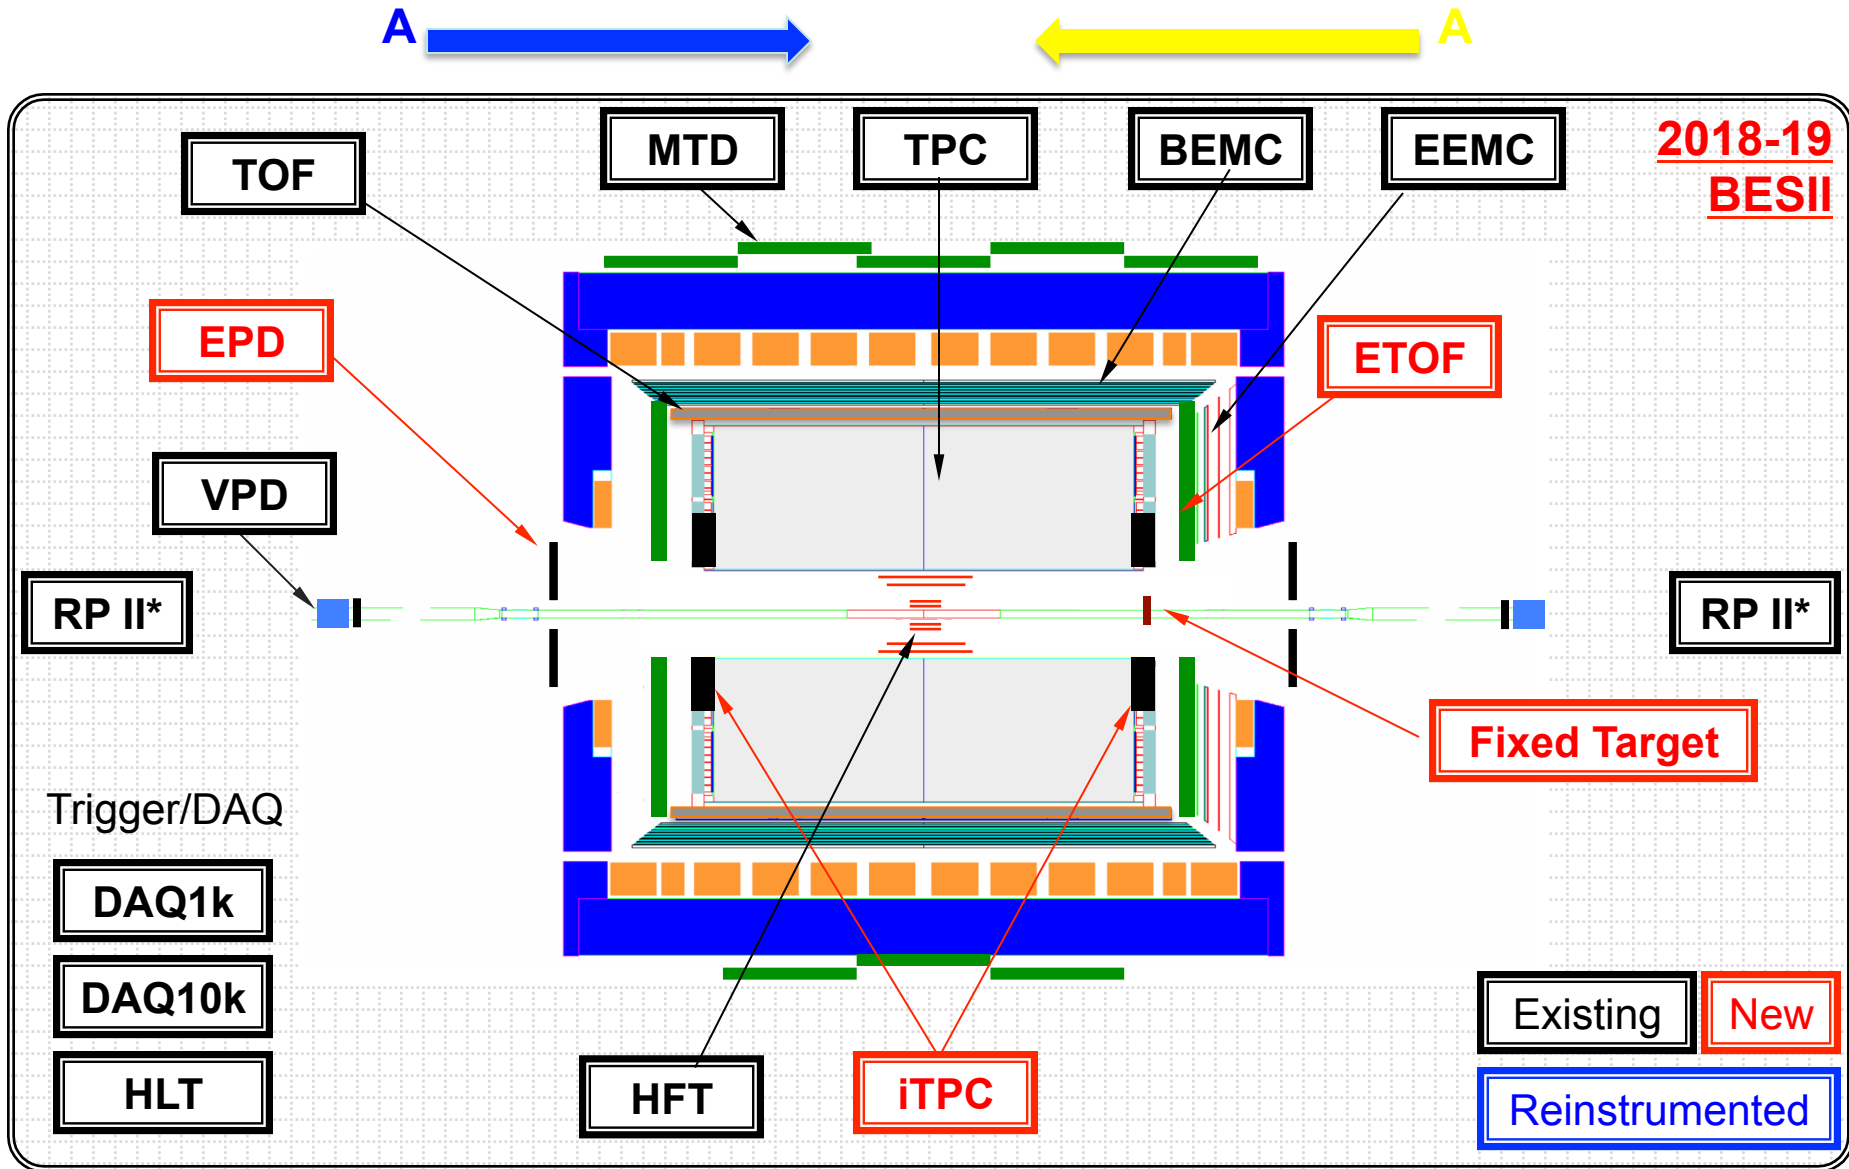 A
A
2018-19
BESII
MTD
TPC
BEMC
EEMC
TOF
EPD
ETOF
VPD
RP II*
RP II*
Fixed Target
Trigger/DAQ
DAQ1k
DAQ10k
HLT
HFT
iTPC
Existing
New
Reinstrumented